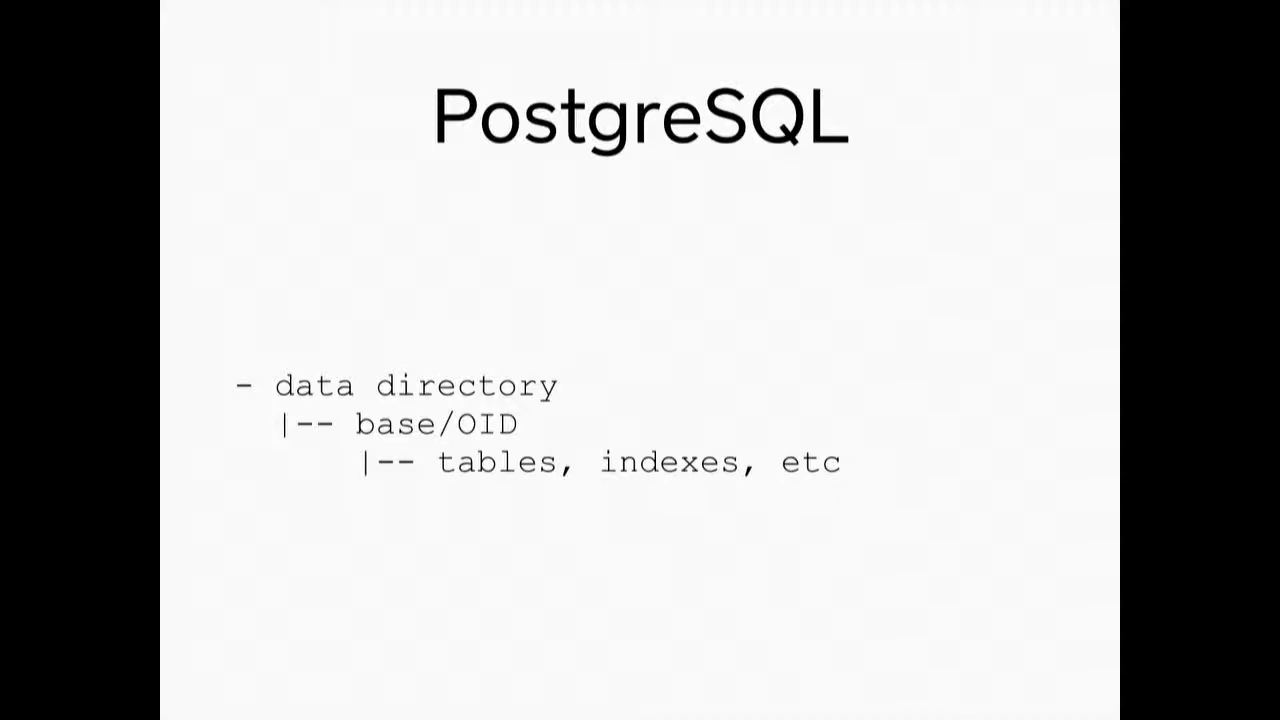 PostgreSQL
- data directory
|-- base/OID
|-- tables, indexes, etc